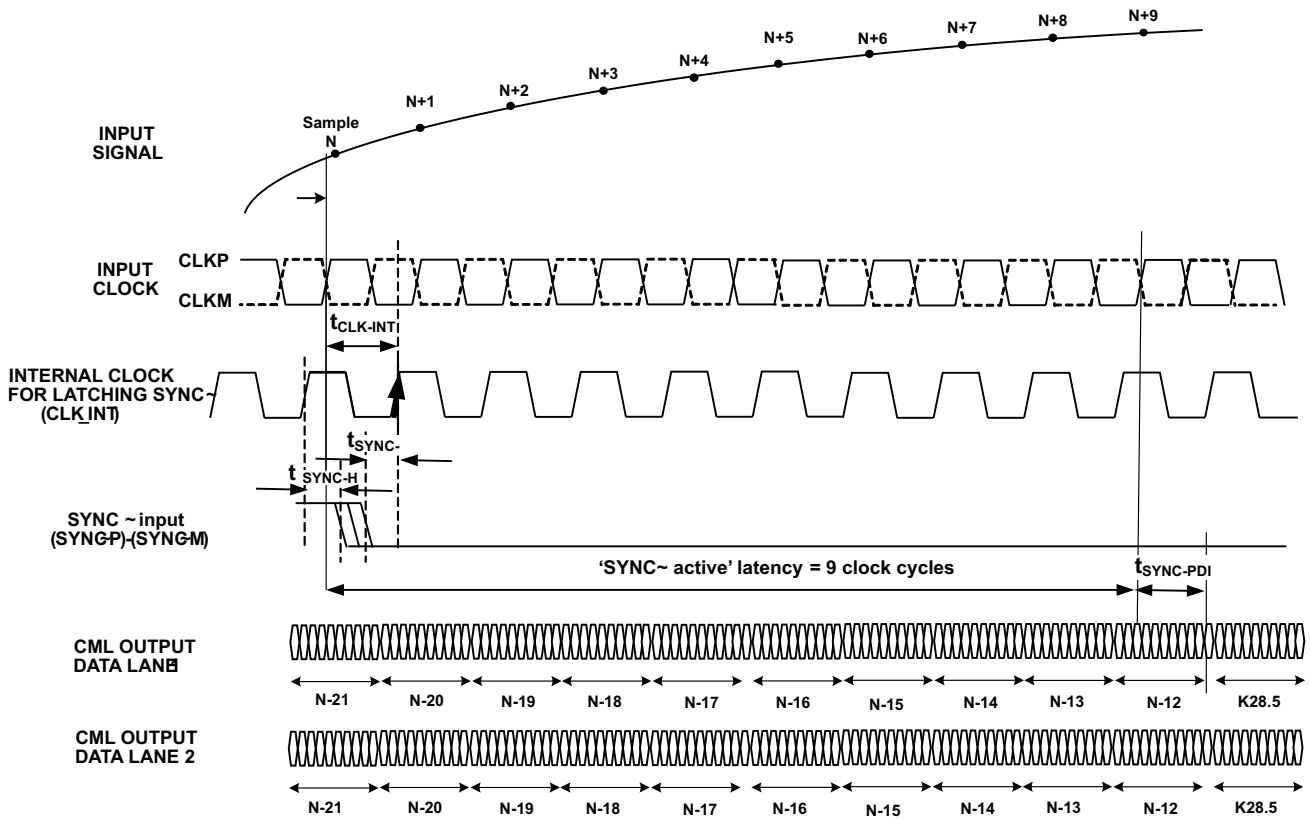 N+9
N+8
N+7
N+6
N+5
N+4
N+3
N+2
N+1
Sample
N
INPUT
SIGNAL
INPUT
CLOCK
CLKP
CLKM
tCLK-INT
INTERNAL CLOCK
FOR LATCHING SYNC~
(CLK_INT)
tSYNC-
t SYNC-H
SYNC ~ input
(SYNC-P)-(SYNC-M)
‘SYNC~ active’ latency = 9 clock cycles
tSYNC-PDI
CML OUTPUT
DATA LANE
N-21 N-20 N-19 N-18 N-17 N-16 N-15 N-14 N-13 N-12 K28.5
CML OUTPUT
DATA LANE 2
N-21 N-20 N-19 N-18 N-17 N-16 N-15 N-14 N-13 N-12 K28.5